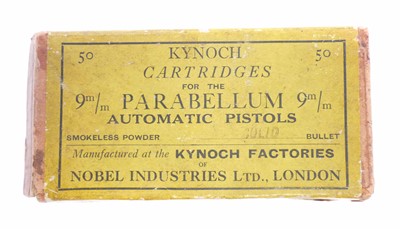 50 KYNOCH 50
CARTRIDGES
FOR THE
9m/m PARABELLUM 9m/m
AUTOMATIC PISTOLS
SMOKELESS POWDER SOLID BULLET
Manufactured at the KYNOCH FACTORIES
OF
NOBEL INDUSTRIES LTD., LONDON